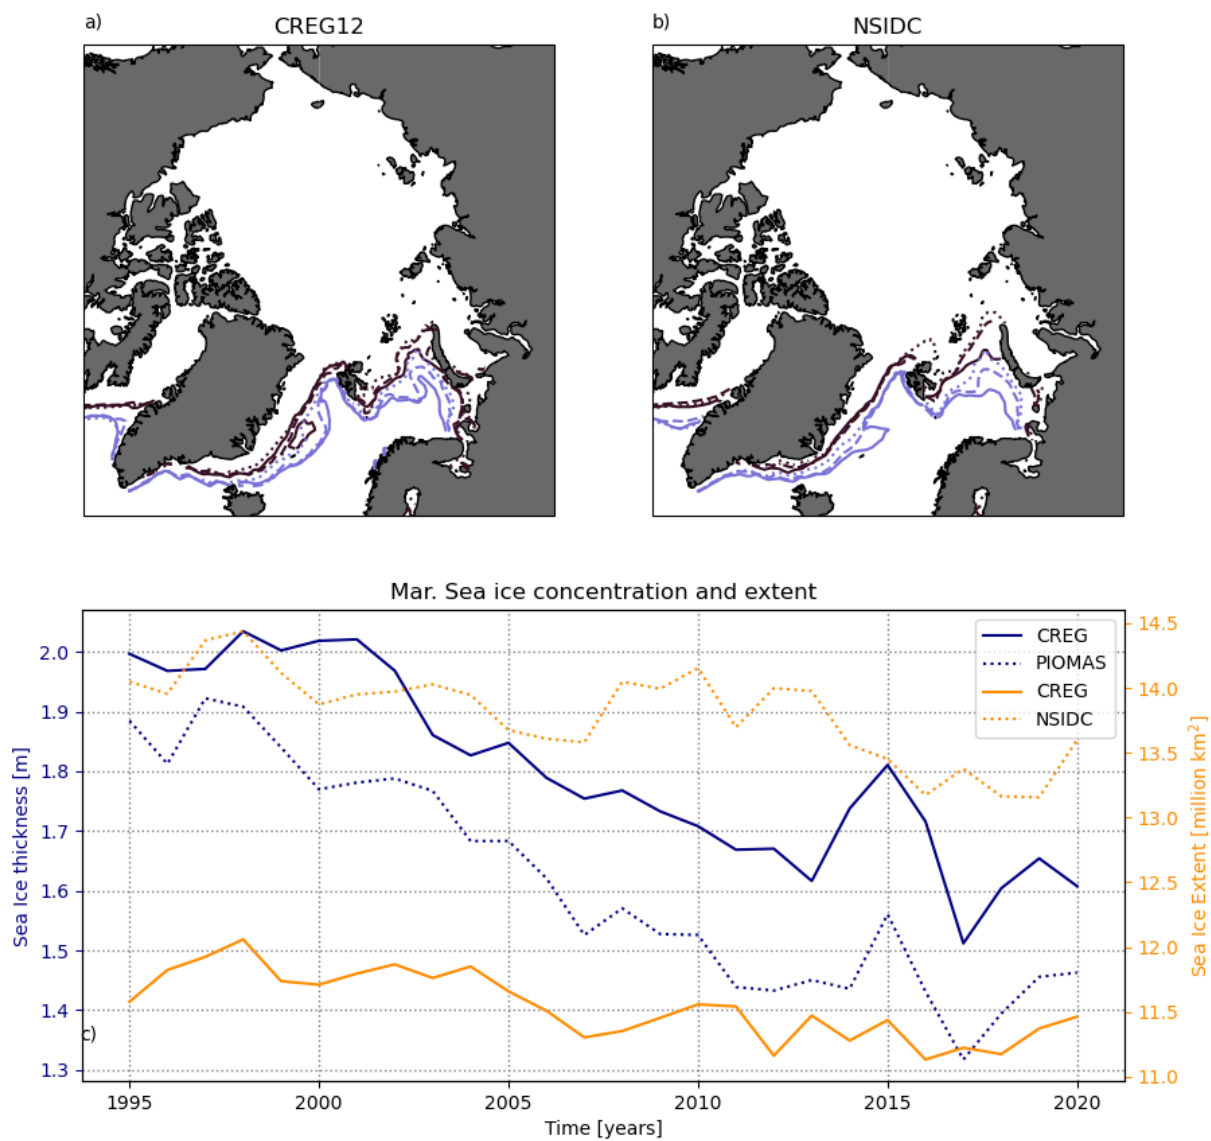 a)
CREG12
b)
NSIDC
Mar. Sea ice concentration and extent
Sea Ice thickness [m]
2.0
1.9
1.8
1.7
1.6
1.5
1.4
1.3
c)
CREG
PIOMAS
CREG
NSIDC
14.5
14.0
13.5
13.0
12.5
12.0
11.5
11.0
Sea Ice Extent [million km²]
1995
2000
2005
2010
2015
2020
Time [years]